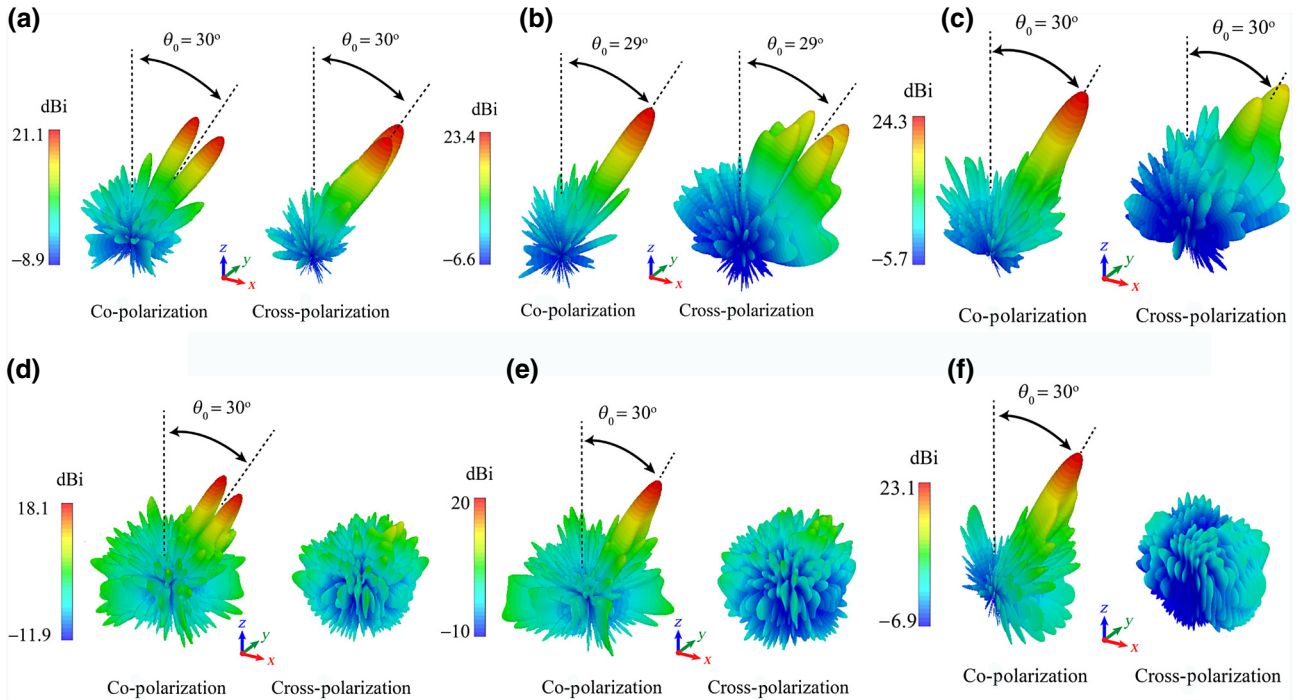 (a)
θ₀ = 30°
θ₀ = 30°
dBi
21.1
−8.9
z
y
x
Co-polarization
Cross-polarization
(b)
θ₀ = 29°
θ₀ = 29°
dBi
23.4
−6.6
z
y
x
Co-polarization
Cross-polarization
(c)
θ₀ = 30°
θ₀ = 30°
dBi
24.3
−5.7
z
y
x
Co-polarization
Cross-polarization
(d)
θ₀ = 30°
dBi
18.1
−11.9
z
y
x
Co-polarization
Cross-polarization
(e)
θ₀ = 30°
dBi
20
−10
z
y
x
Co-polarization
Cross-polarization
(f)
θ₀ = 30°
dBi
23.1
−6.9
z
y
x
Co-polarization
Cross-polarization